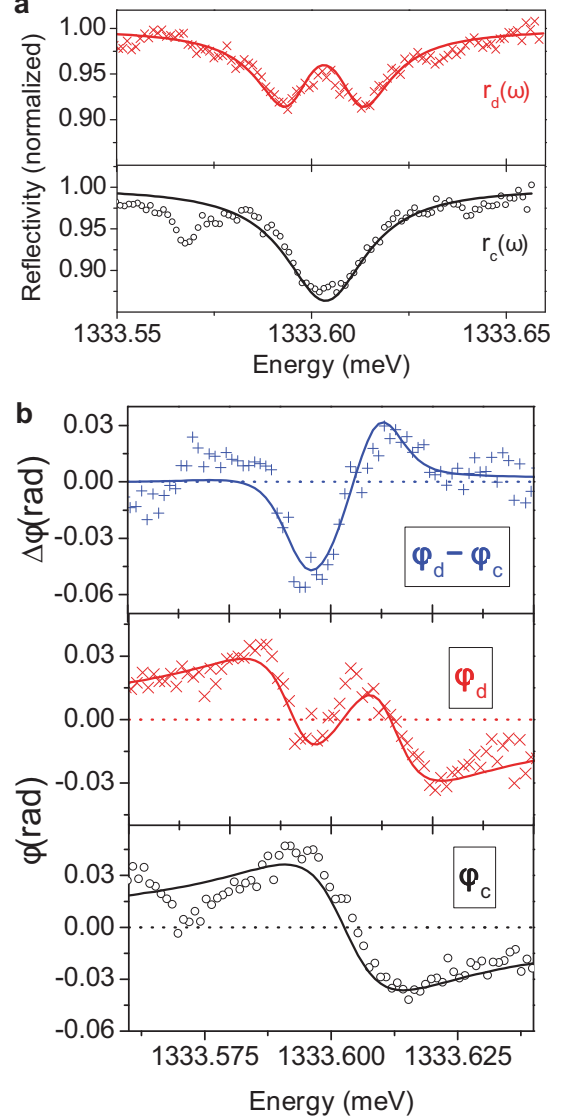 a
Reflectivity (normalized)
1.00
0.95
0.90
r_d(ω)
1.00
0.95
0.90
r_c(ω)
1333.55 1333.60 1333.65
Energy (meV)
b
Δφ(rad)
0.03
0.00
-0.03
-0.06
φ_d – φ_c
φ(rad)
0.03
0.00
-0.03
φ_d
0.03
0.00
-0.03
-0.06
φ_c
1333.575 1333.600 1333.625
Energy (meV)